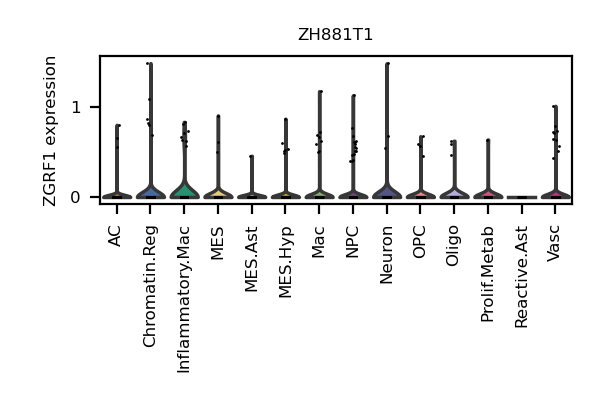 ZH881T1
ZGRF1 expression
1
0
AC
Chromatin.Reg
Inflammatory.Mac
MES
MES.Ast
MES.Hyp
Mac
NPC
Neuron
OPC
Oligo
Prolif.Metab
Reactive.Ast
Vasc